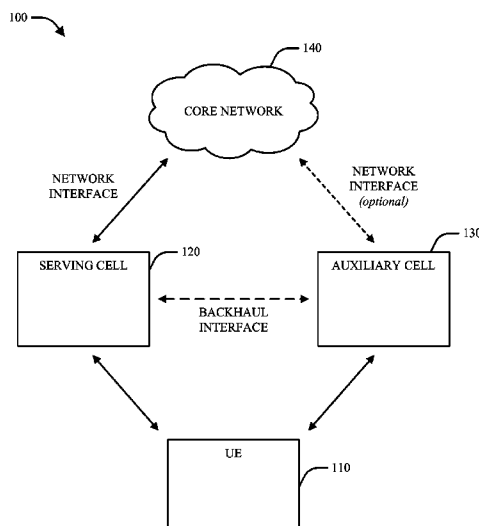 100
140
CORE NETWORK
NETWORK
INTERFACE
NETWORK
INTERFACE
(optional)
120
130
SERVING CELL
AUXILIARY CELL
BACKHAUL
INTERFACE
UE
110